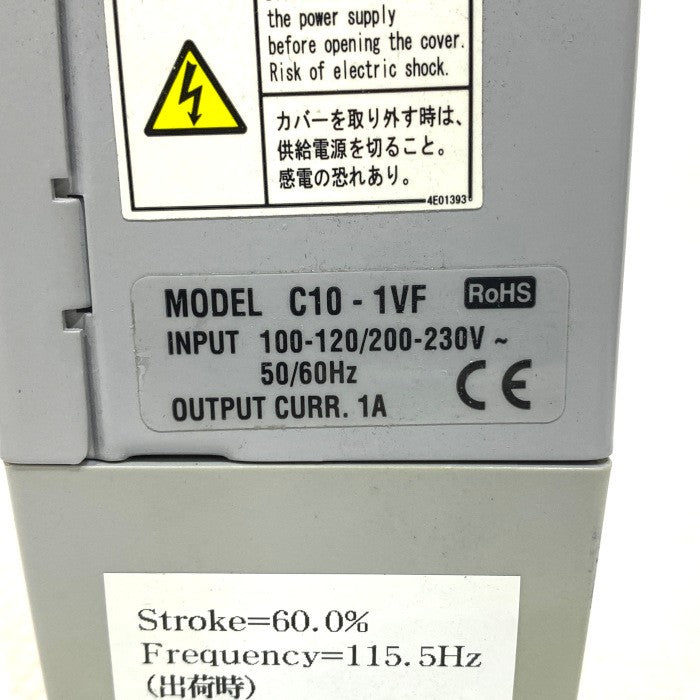 the power supply
before opening the cover.
Risk of electric shock.
カバーを取り外す時は、
供給電源を切ること。
感電の恐れあり。
4E01393
MODEL C10 - 1VF RoHS
INPUT 100-120/200-230V ~
50/60Hz
CE
OUTPUT CURR. 1A
Stroke=60.0%
Frequency=115.5Hz
(出荷時)